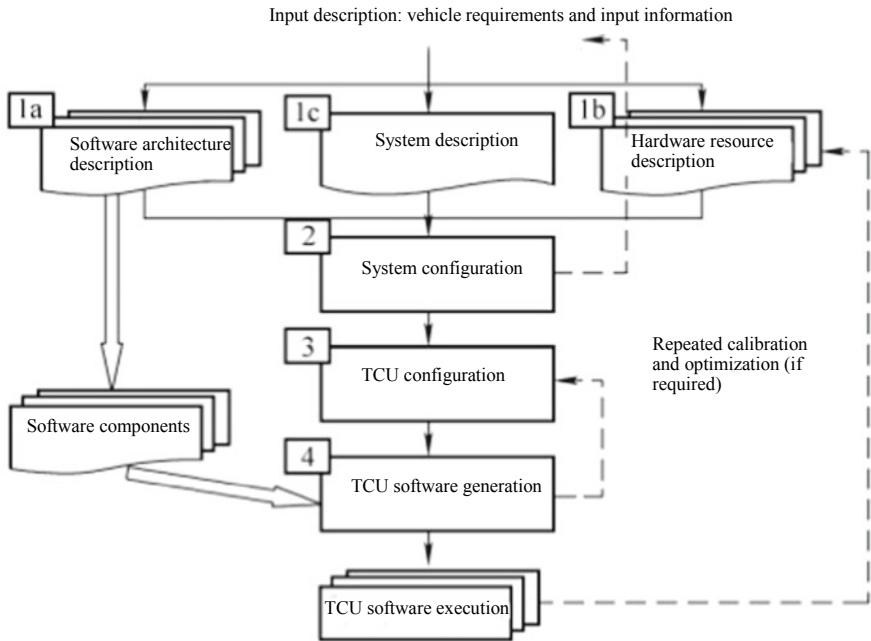 Input description: vehicle requirements and input information
1a
Software architecture
description
1c
System description
1b
Hardware resource
description
2
System configuration
3
TCU configuration
Repeated calibration
and optimization (if
required)
Software components
4
TCU software generation
TCU software execution